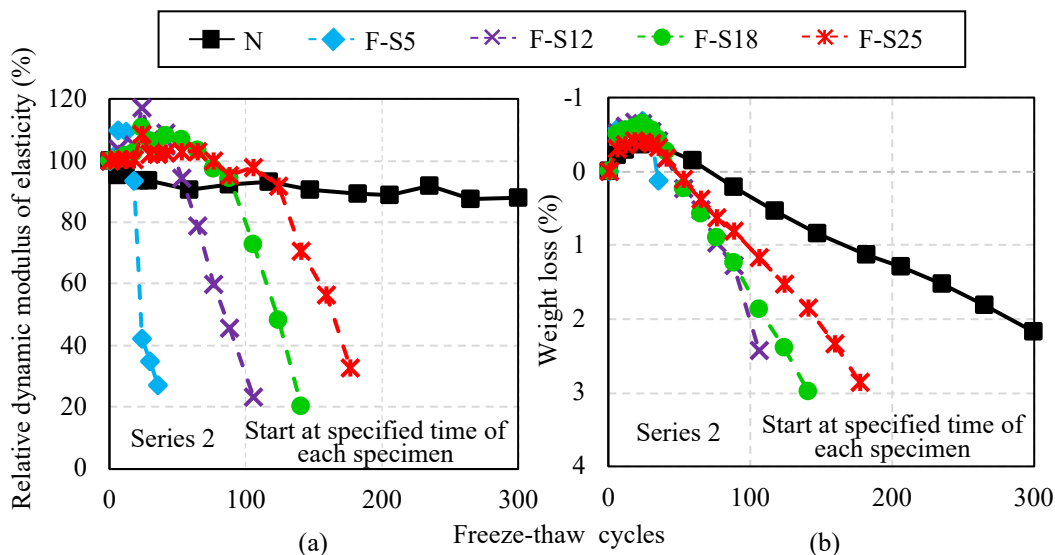 N F-S5 F-S12 F-S18 F-S25
Relative dynamic modulus of elasticity (%)
120
100
80
60
40
20
0
Series 2
Start at specified time of
each specimen
0 100 200 300
Weight loss (%)
-1
0
1
2
3
4
Series 2
Start at specified time of
each specimen
0 100 200 300
Freeze-thaw cycles
(a) (b)